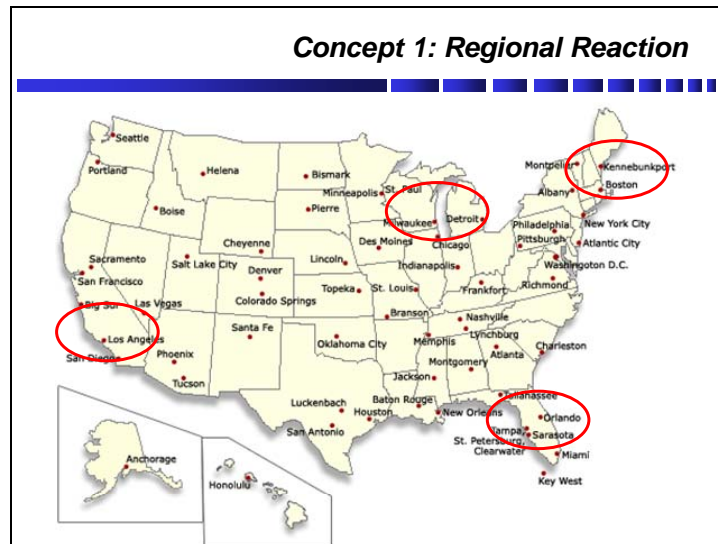 Concept 1: Regional Reaction
Seattle
Portland
Helena
Bismark
Minneapolis
St. Paul
Montpelier
Kennebunkport
Boston
Albany
Boise
Pierre
Milwaukee
Detroit
New York City
Philadelphia
Pittsburgh
Atlantic City
Cheyenne
Des Moines
Chicago
Sacramento
San Francisco
Salt Lake City
Denver
Lincoln
Indianapolis
Washington D.C.
Colorado Springs
Topeka
St. Louis
Frankfort
Richmond
Big Sur
Las Vegas
Branson
Nashville
Los Angeles
Santa Fe
Oklahoma City
Memphis
Lynchburg
San Diego
Phoenix
Atlanta
Charleston
Tucson
Montgomery
Jackson
Luckenbach
Baton Rouge
Tallanassee
San Antonio
Houston
New Orleans
Orlando
Tampa
Sarasota
St. Petersburg,
Clearwater
Miami
Key West
Anchorage
Honolulu